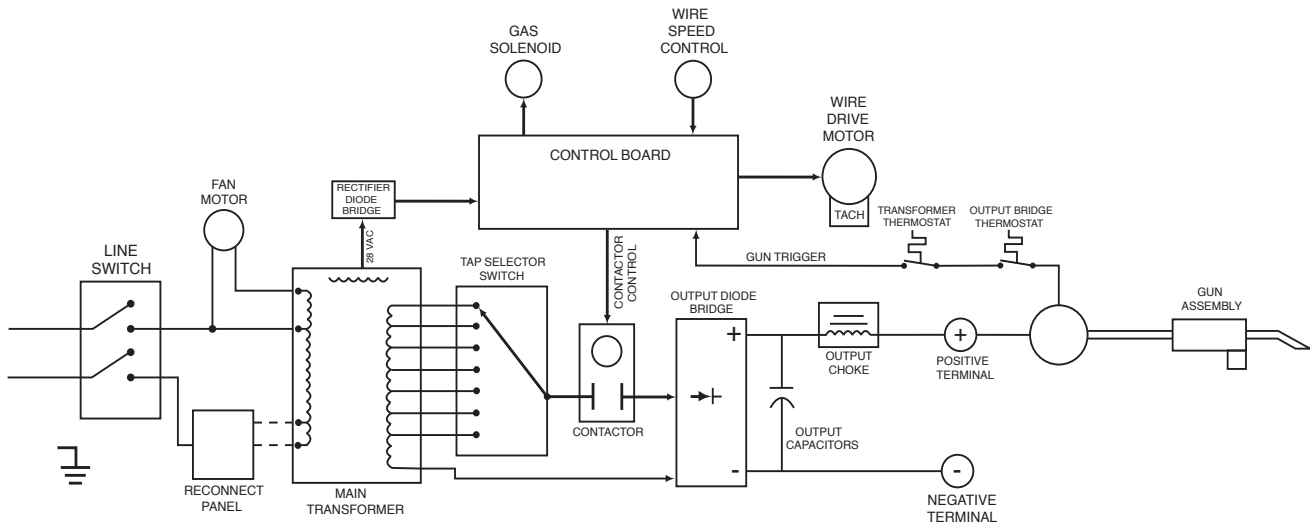 GAS
SOLENOID
WIRE
SPEED
CONTROL
WIRE
DRIVE
MOTOR
CONTROL BOARD
FAN
MOTOR
RECTIFIER
DIODE
BRIDGE
TACH
TRANSFORMER
THERMOSTAT
OUTPUT BRIDGE
THERMOSTAT
LINE
SWITCH
28 VAC
TAP SELECTOR
SWITCH
CONTACTOR
CONTROL
GUN TRIGGER
OUTPUT DIODE
BRIDGE
GUN
ASSEMBLY
+
+
OUTPUT
CHOKE
POSITIVE
TERMINAL
CONTACTOR
OUTPUT
CAPACITORS
-
-
RECONNECT
PANEL
MAIN
TRANSFORMER
NEGATIVE
TERMINAL